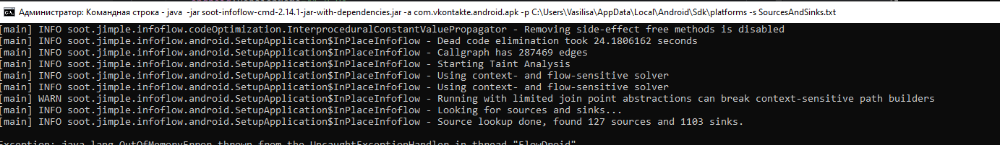 Администратор: Командная строка - java -jar soot-infoflow-cmd-2.14.1-jar-with-dependencies.jar -a com.vkontakte.android.apk -p C:\Users\Vasilisa\AppData\Local\Android\Sdk\platforms -s SourcesAndSinks.txt
[main] INFO soot.jimple.infoflow.codeOptimization.InterproceduralConstantValuePropagator - Removing side-effect free methods is disabled
[main] INFO soot.jimple.infoflow.android.SetupApplication$InPlaceInfoflow - Dead code elimination took 24.1806162 seconds
[main] INFO soot.jimple.infoflow.android.SetupApplication$InPlaceInfoflow - Callgraph has 287469 edges
[main] INFO soot.jimple.infoflow.android.SetupApplication$InPlaceInfoflow - Starting Taint Analysis
[main] INFO soot.jimple.infoflow.android.SetupApplication$InPlaceInfoflow - Using context- and flow-sensitive solver
[main] INFO soot.jimple.infoflow.android.SetupApplication$InPlaceInfoflow - Using context- and flow-sensitive solver
[main] WARN soot.jimple.infoflow.android.SetupApplication$InPlaceInfoflow - Running with limited join point abstractions can break context-sensitive path builders
[main] INFO soot.jimple.infoflow.android.SetupApplication$InPlaceInfoflow - Looking for sources and sinks...
[main] INFO soot.jimple.infoflow.android.SetupApplication$InPlaceInfoflow - Source lookup done, found 127 sources and 1103 sinks.
Exception: java.lang.OutOfMemoryError thrown from the UncaughtExceptionHandler in thread "FlowDroid"